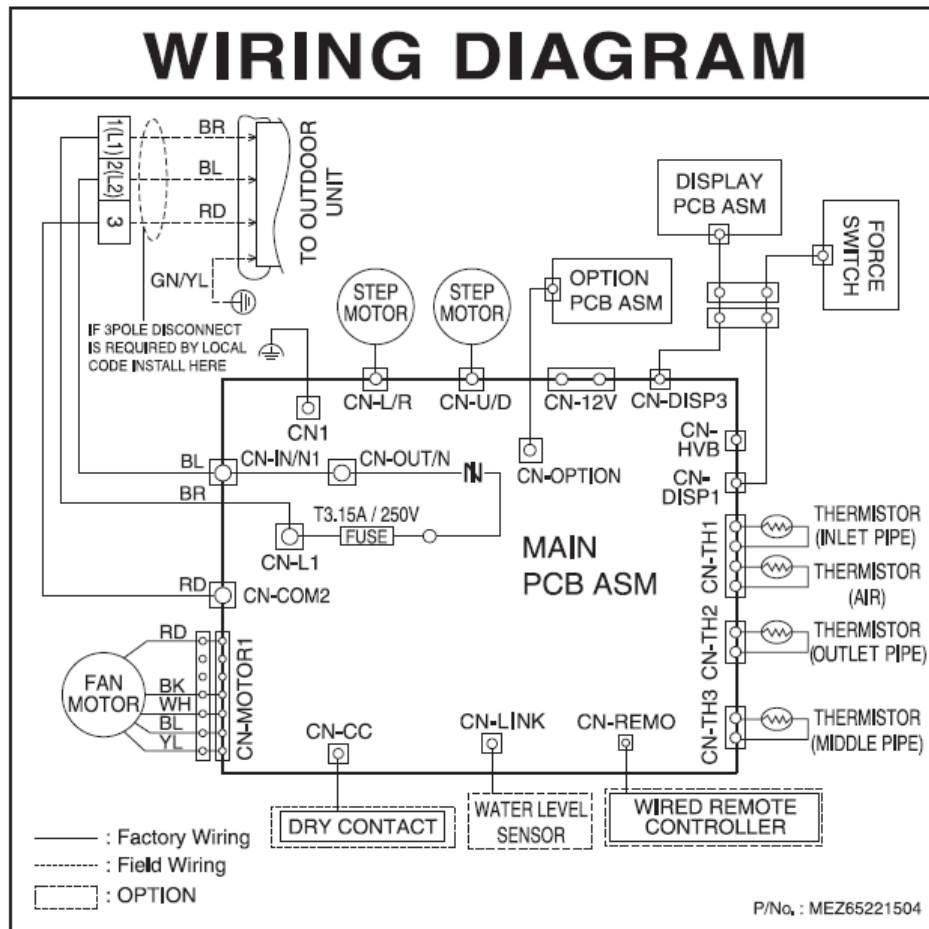 WIRING DIAGRAM
1(L1)
2(L2)
3
BR
BL
RD
GN/YL
TO OUTDOOR
UNIT
IF 3POLE DISCONNECT
IS REQUIRED BY LOCAL
CODE INSTALL HERE
STEP
MOTOR
STEP
MOTOR
OPTION
PCB ASM
DISPLAY
PCB ASM
FORCE
SWITCH
CN1
CN-L/R
CN-U/D
CN-12V
CN-DISP3
CN-OPTION
CN-
HVB
CN-
DISP1
BL
CN-IN/N1
CN-OUT/N
BR
T3.15A / 250V
FUSE
CN-L1
MAIN
PCB ASM
RD
CN-COM2
CN-TH1
THERMISTOR
(INLET PIPE)
THERMISTOR
(AIR)
CN-TH2
THERMISTOR
(OUTLET PIPE)
CN-TH3
THERMISTOR
(MIDDLE PIPE)
FAN
MOTOR
RD
BK
WH
BL
YL
CN-MOTOR1
CN-CC
CN-LINK
CN-REMO
DRY CONTACT
WATER LEVEL
SENSOR
WIRED REMOTE
CONTROLLER
: Factory Wiring
: Field Wiring
: OPTION
P/No. : MEZ65221504